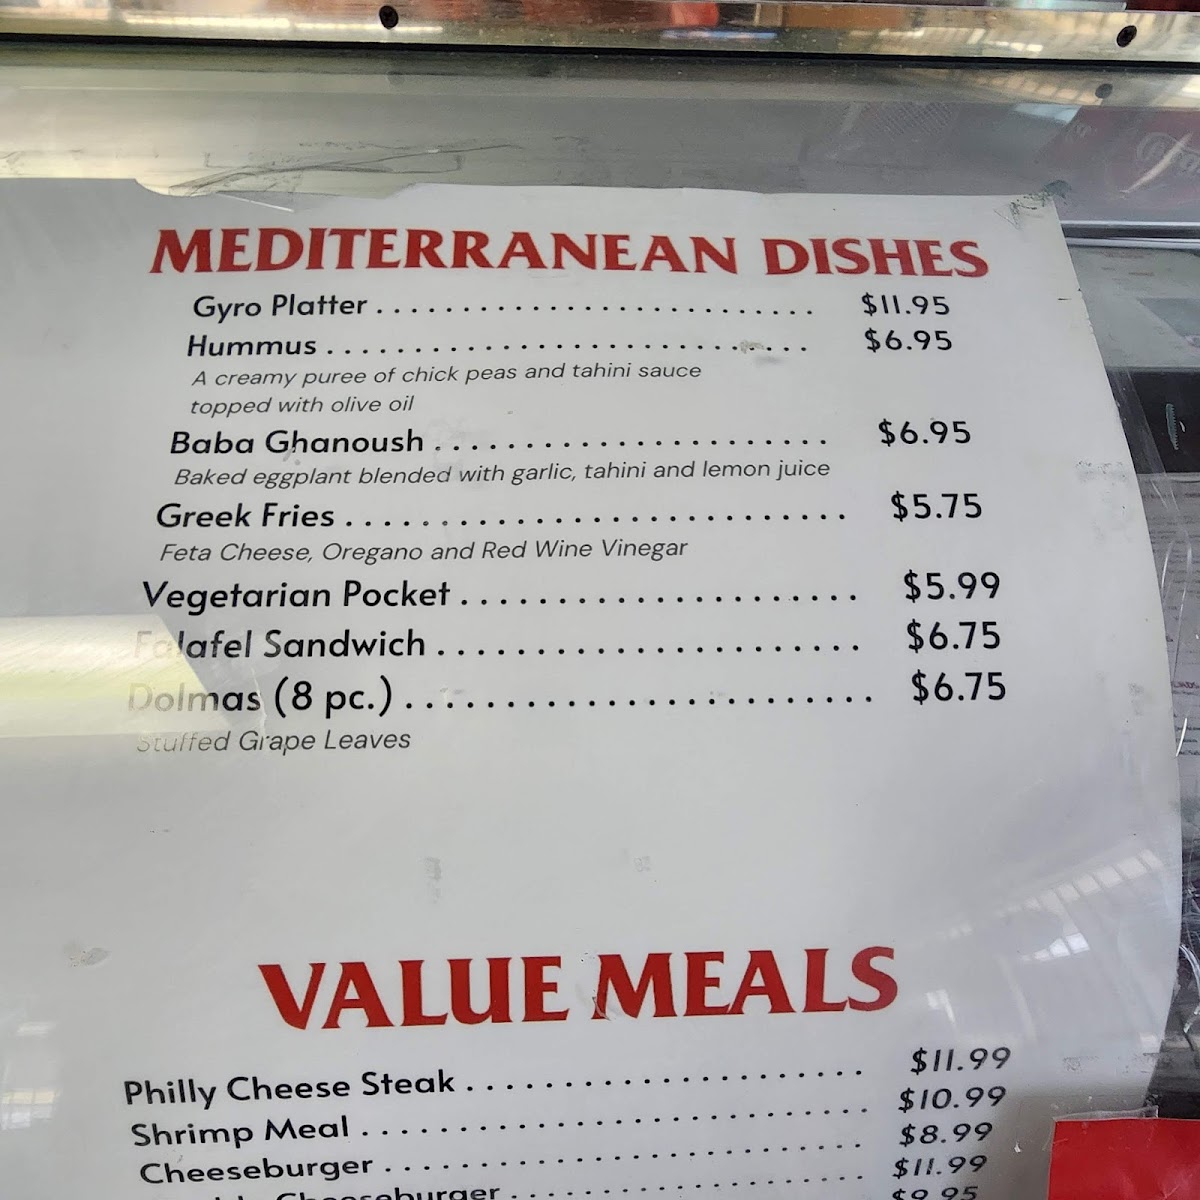 MEDITERRANEAN DISHES
Gyro Platter . . . . . . . . . . . . . . . . . . . . . . . . . $11.95
Hummus . . . . . . . . . . . . . . . . . . . . . . . . . . . $6.95
A creamy puree of chick peas and tahini sauce
topped with olive oil
Baba Ghanoush . . . . . . . . . . . . . . . . . . . . . . $6.95
Baked eggplant blended with garlic, tahini and lemon juice
Greek Fries . . . . . . . . . . . . . . . . . . . . . . . . . . $5.75
Feta Cheese, Oregano and Red Wine Vinegar
Vegetarian Pocket . . . . . . . . . . . . . . . . . . . . . $5.99
Falafel Sandwich . . . . . . . . . . . . . . . . . . . . . . $6.75
Dolmas (8 pc.) . . . . . . . . . . . . . . . . . . . . . . . . $6.75
Stuffed Grape Leaves
VALUE MEALS
Philly Cheese Steak . . . . . . . . . . . . . . . . . . . . $11.99
Shrimp Meal . . . . . . . . . . . . . . . . . . . . . . . . . $10.99
Cheeseburger . . . . . . . . . . . . . . . . . . . . . . . . $8.99
Cheeseburger . . . . . . . . . . . . . . . . . . $11.99
$9.95